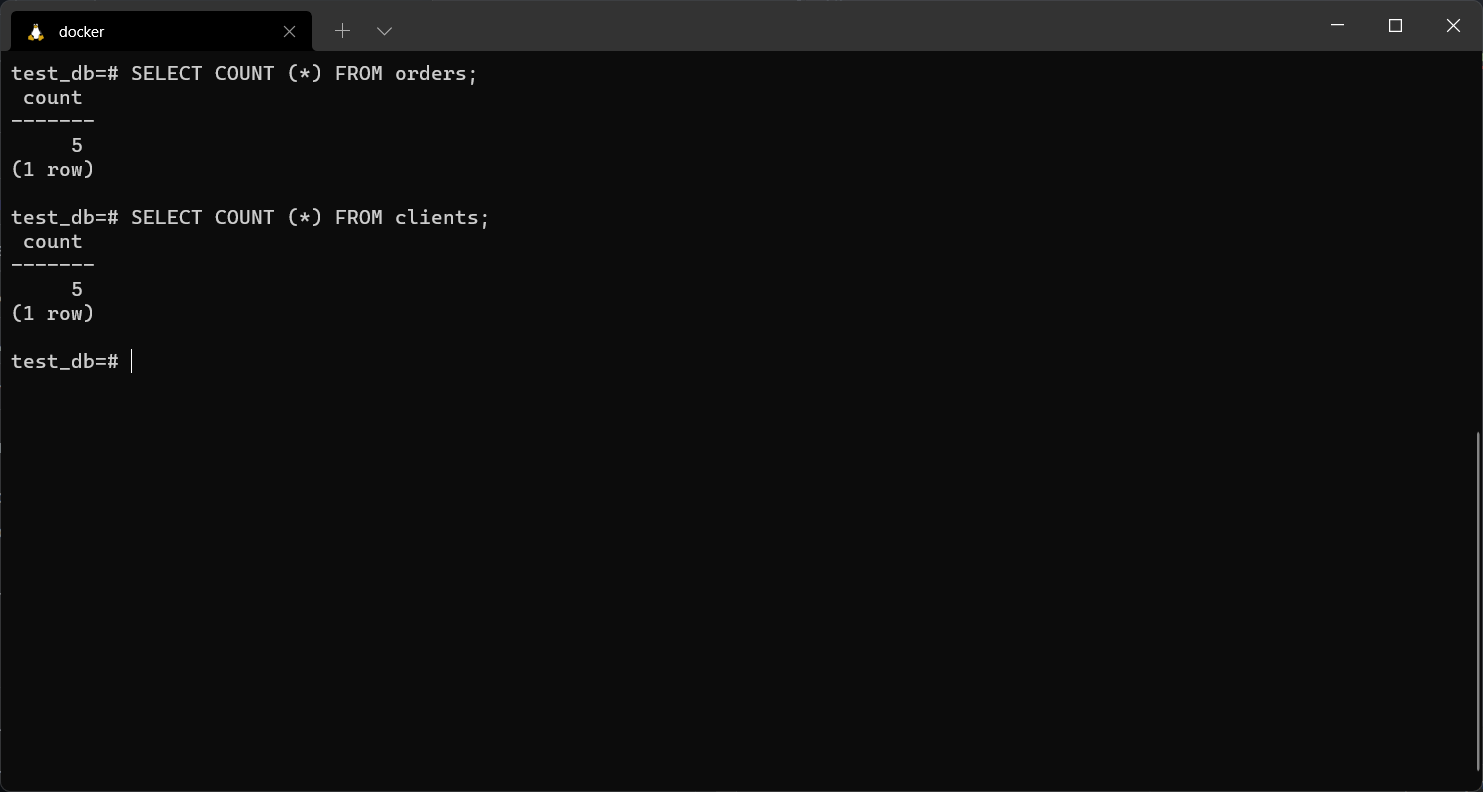 docker
test_db=# SELECT COUNT (*) FROM orders;
 count
-------
     5
(1 row)

test_db=# SELECT COUNT (*) FROM clients;
 count
-------
     5
(1 row)

test_db=#